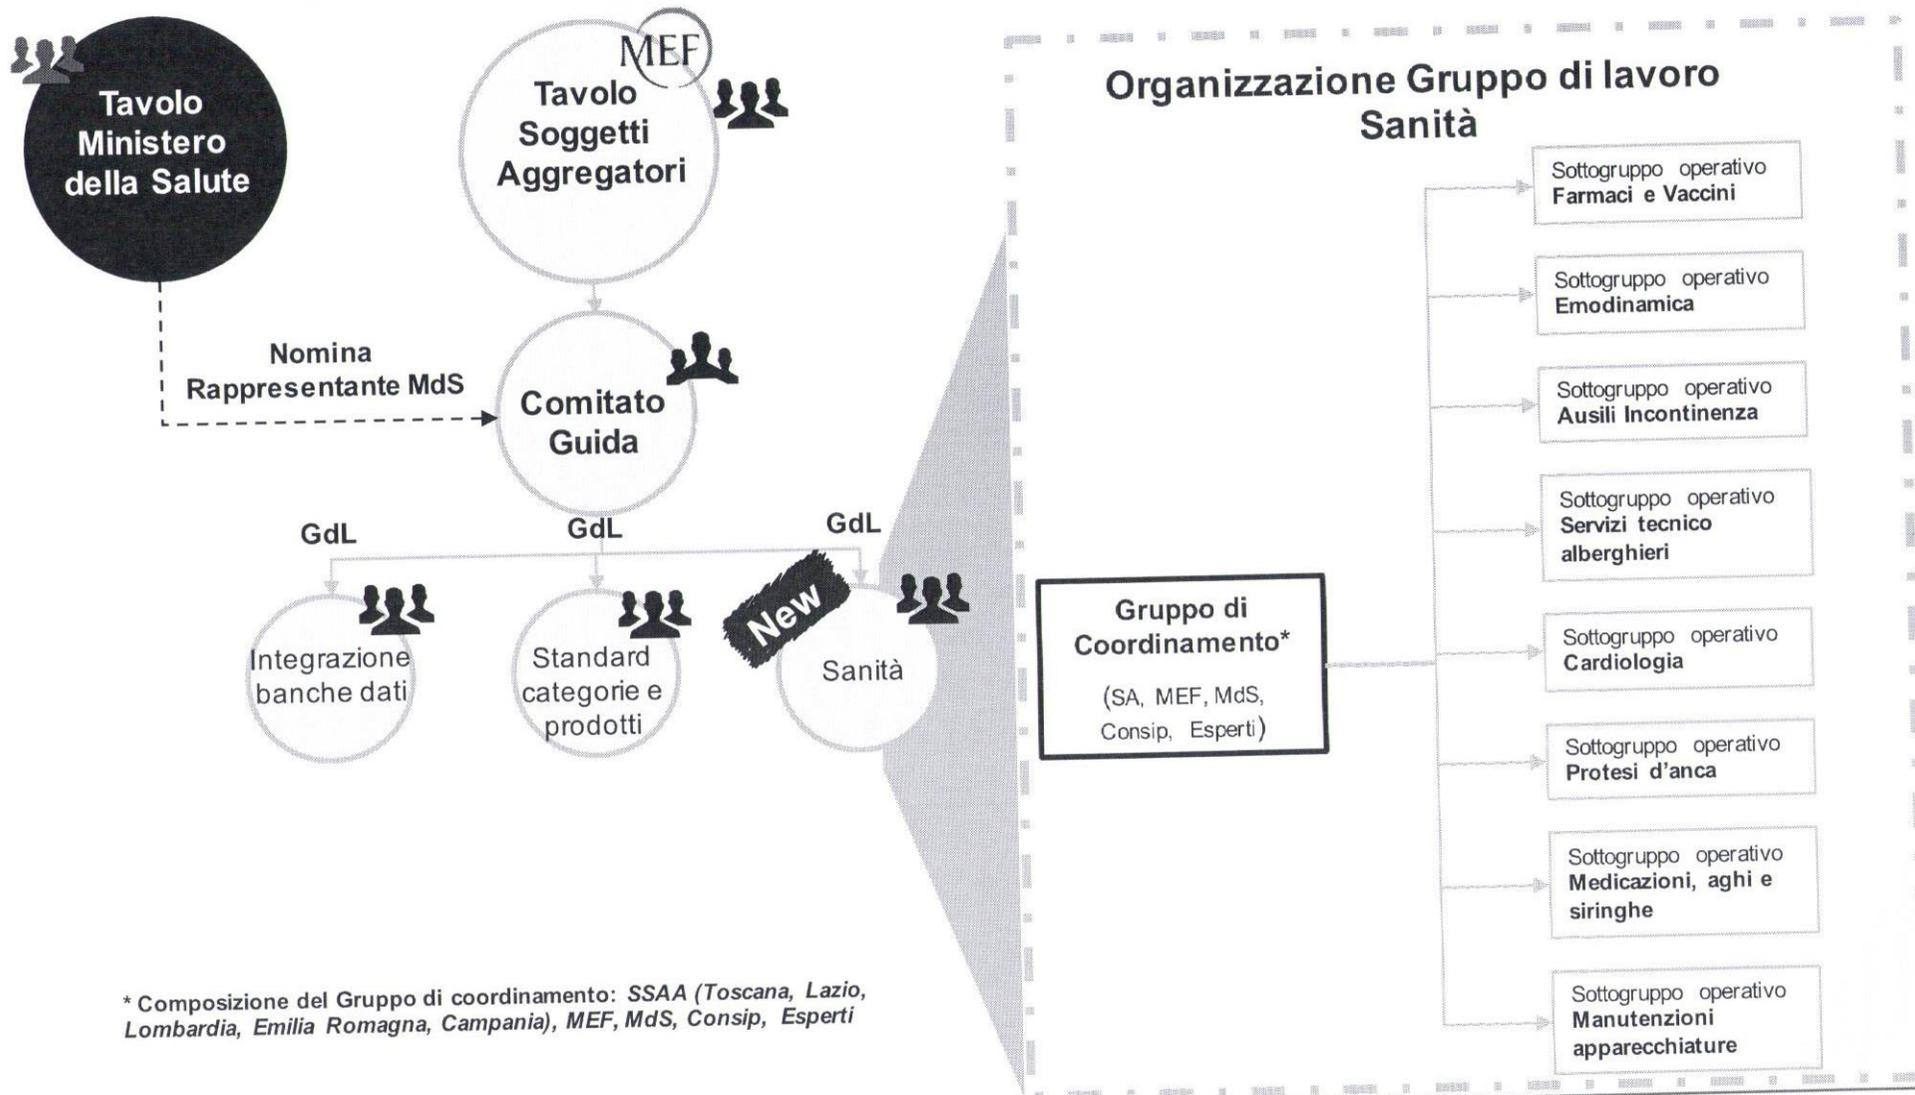 Tavolo
Ministero
della Salute
MEF
Tavolo
Soggetti
Aggregatori
Nomina
Rappresentante MdS
Comitato
Guida
GdL
GdL
GdL
Integrazione
banche dati
Standard
categorie e
prodotti
New
Sanità
* Composizione del Gruppo di coordinamento: SSAA (Toscana, Lazio,
Lombardia, Emilia Romagna, Campania), MEF, MdS, Consip, Esperti
Organizzazione Gruppo di lavoro
Sanità
Gruppo di
Coordinamento*
(SA, MEF, MdS,
Consip, Esperti)
Sottogruppo operativo
Farmaci e Vaccini
Sottogruppo operativo
Emodinamica
Sottogruppo operativo
Ausili Incontinenza
Sottogruppo operativo
Servizi tecnico
alberghieri
Sottogruppo operativo
Cardiologia
Sottogruppo operativo
Protesi d'anca
Sottogruppo operativo
Medicazioni, aghi e
siringhe
Sottogruppo operativo
Manutenzioni
apparecchiature